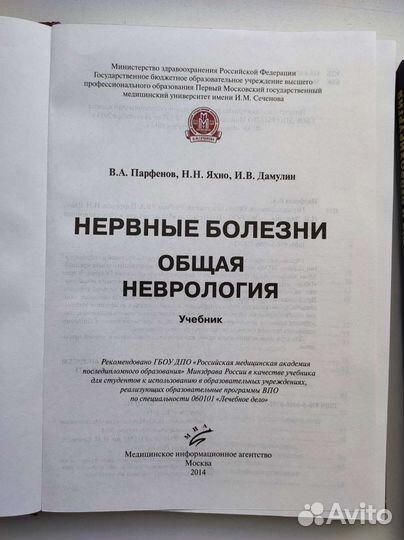 Министерство здравоохранения Российской Федерации
Государственное бюджетное образовательное учреждение высшего
профессионального образования Первый Московский государственный
медицинский университет имени И.М. Сеченова
В.А. Парфенов, Н.Н. Яхно, И.В. Дамулин
НЕРВНЫЕ БОЛЕЗНИ
ОБЩАЯ
НЕВРОЛОГИЯ
Учебник
Рекомендовано ГБОУ ДПО «Российская медицинская академия
последипломного образования» Минздрава России в качестве учебника
для студентов к использованию в образовательных учреждениях,
реализующих образовательные программы ВПО
по специальности 060101 «Лечебное дело»
МИА
Медицинское информационное агентство
Москва
2014
Avito